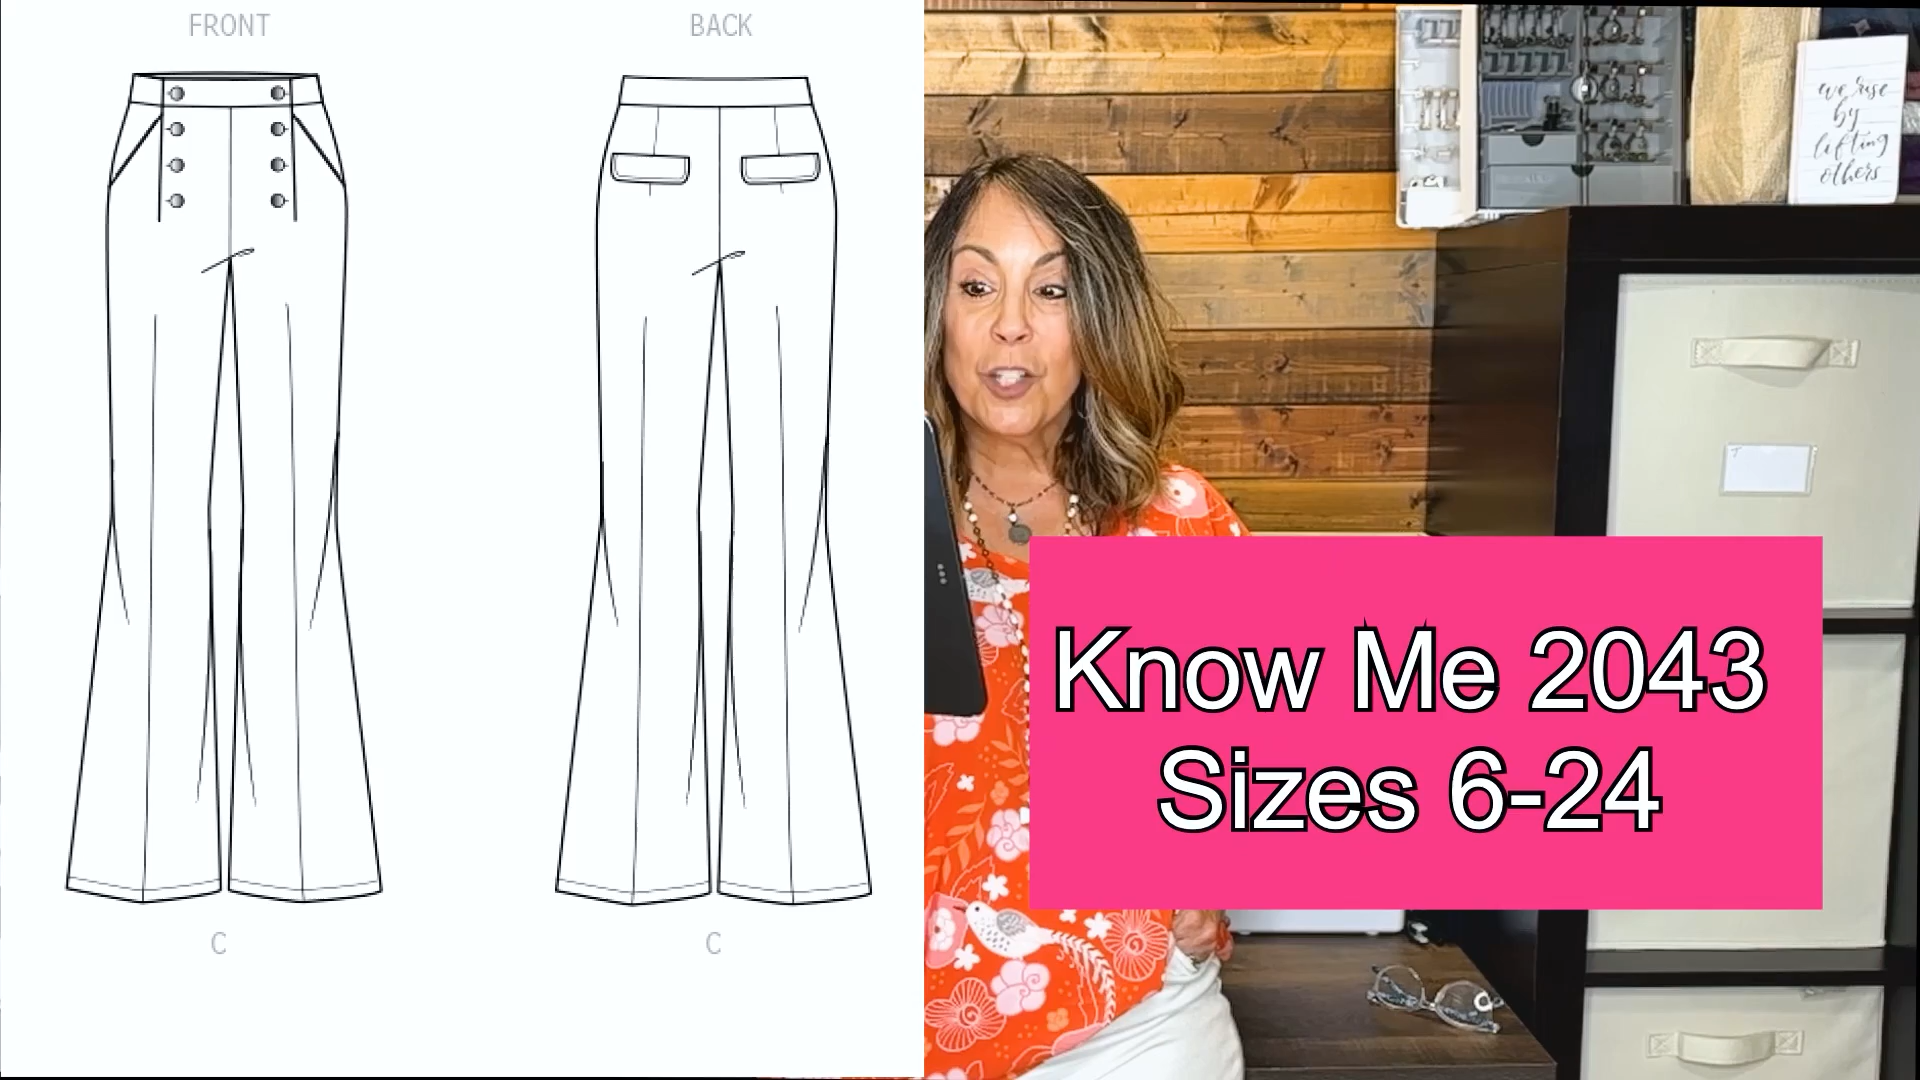 FRONT
BACK
C
C
we rise
by
lifting
others
Know Me 2043
Sizes 6-24